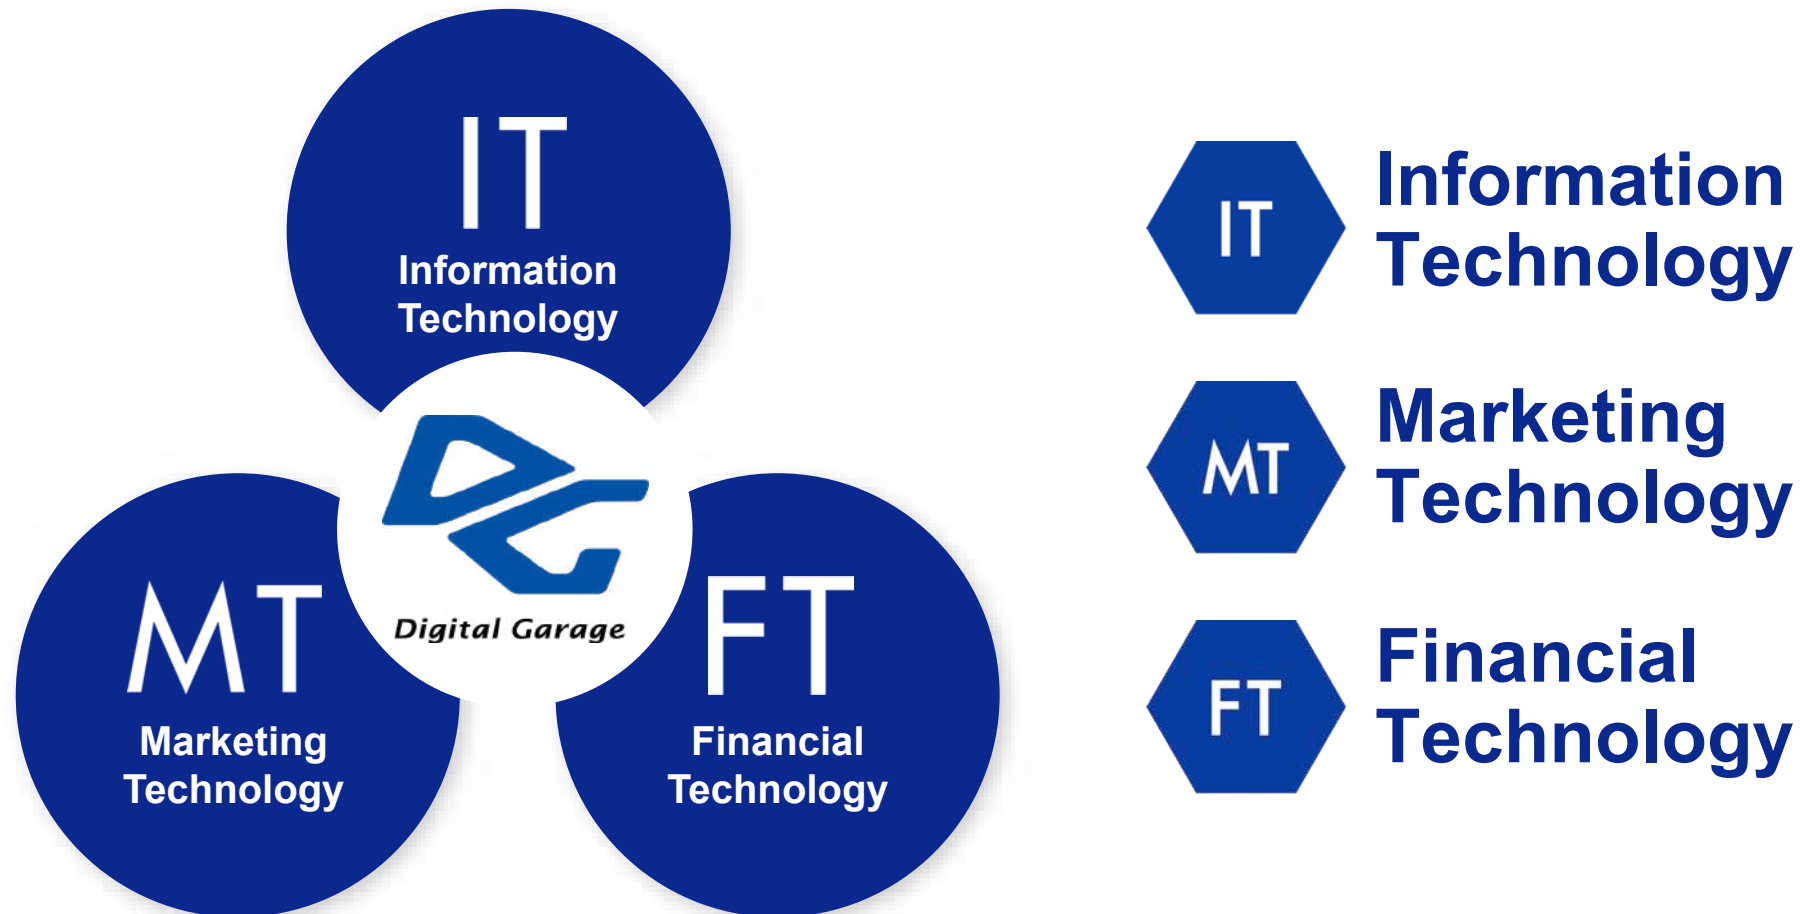 IT
Information
Technology
DG
Digital Garage
MT
Marketing
Technology
FT
Financial
Technology
IT
Information
Technology
MT
Marketing
Technology
FT
Financial
Technology